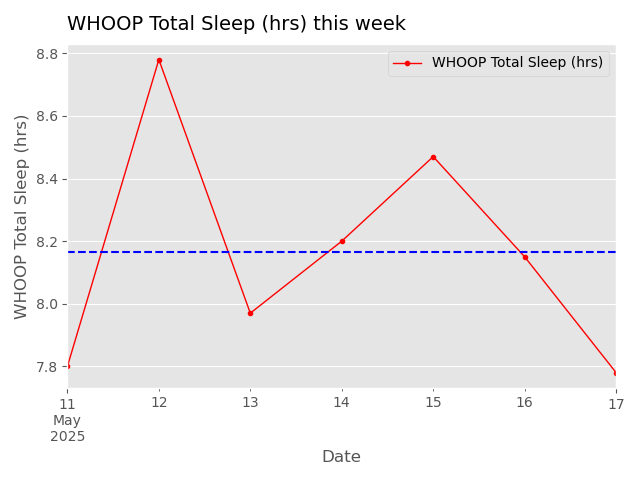 WHOOP Total Sleep (hrs) this week
WHOOP Total Sleep (hrs)
WHOOP Total Sleep (hrs)
8.8
8.6
8.4
8.2
8.0
7.8
11 12 13 14 15 16 17
May
2025
Date